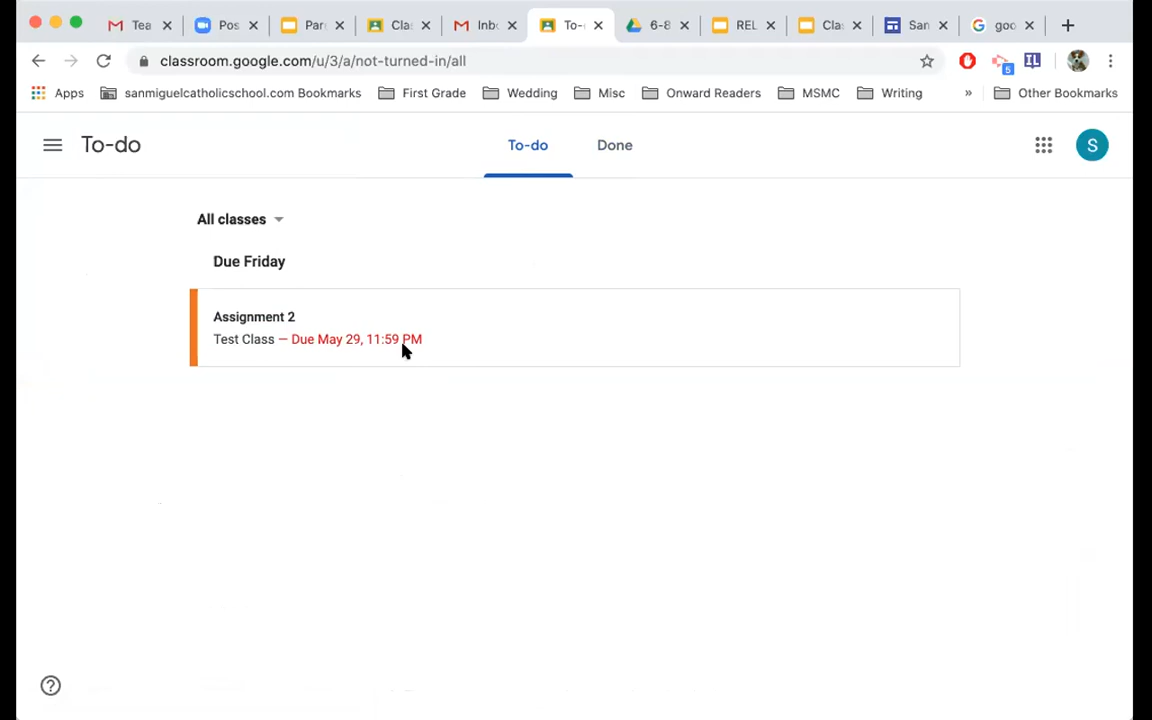 Tea Pos Par Cla Inb To- 6-8 REL Cla San goo
classroom.google.com/u/3/a/not-turned-in/all
5 IL
Apps sanmiguelcatholicschool.com Bookmarks First Grade Wedding Misc Onward Readers MSMC Writing » Other Bookmarks
To-do To-do Done S
All classes
Due Friday
Assignment 2
Test Class – Due May 29, 11:59 PM